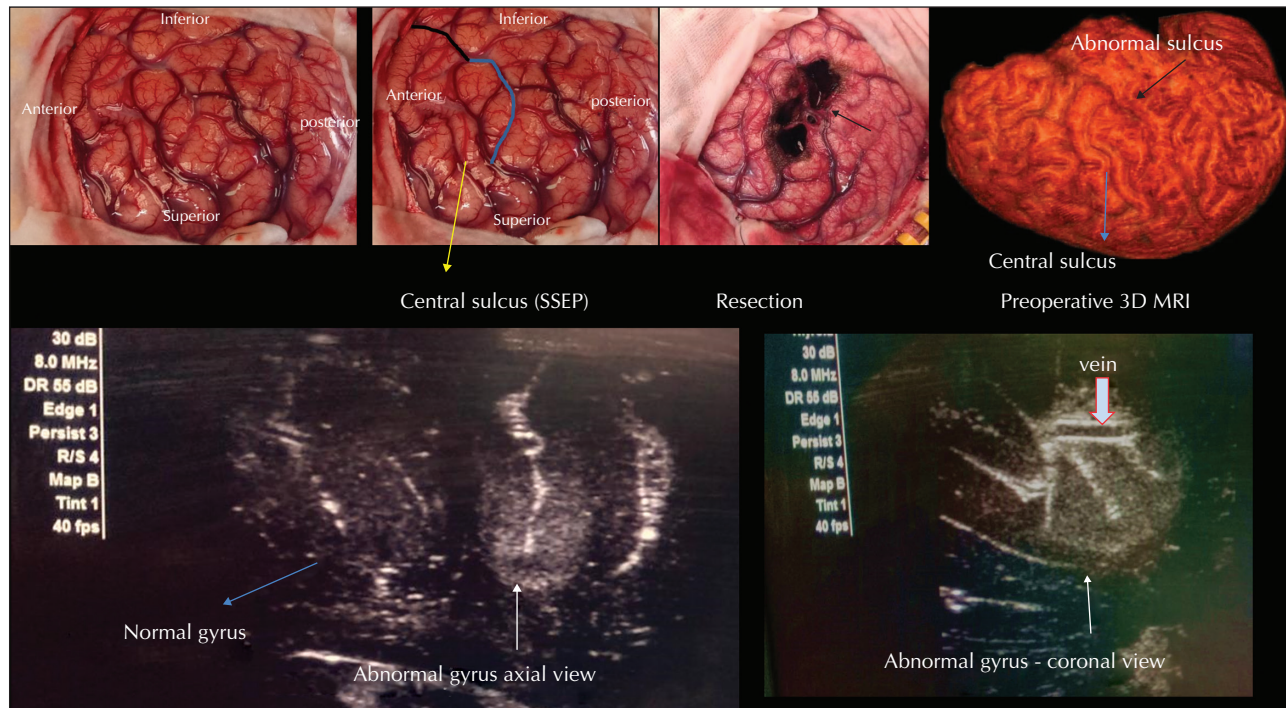 Inferior
Anterior
posterior
Superior
Inferior
Anterior
posterior
Superior
Abnormal sulcus
Central sulcus
Central sulcus (SSEP)
Resection
Preoperative 3D MRI
30 dB
8.0 MHz
DR 55 dB
Edge 1
Persist 3
R/S 4
Map B
Tint 1
40 fps
Normal gyrus
Abnormal gyrus axial view
30 dB
8.0 MHz
DR 55 dB
Edge 1
Persist 3
R/S 4
Map B
Tint 1
40 fps
vein
Abnormal gyrus - coronal view